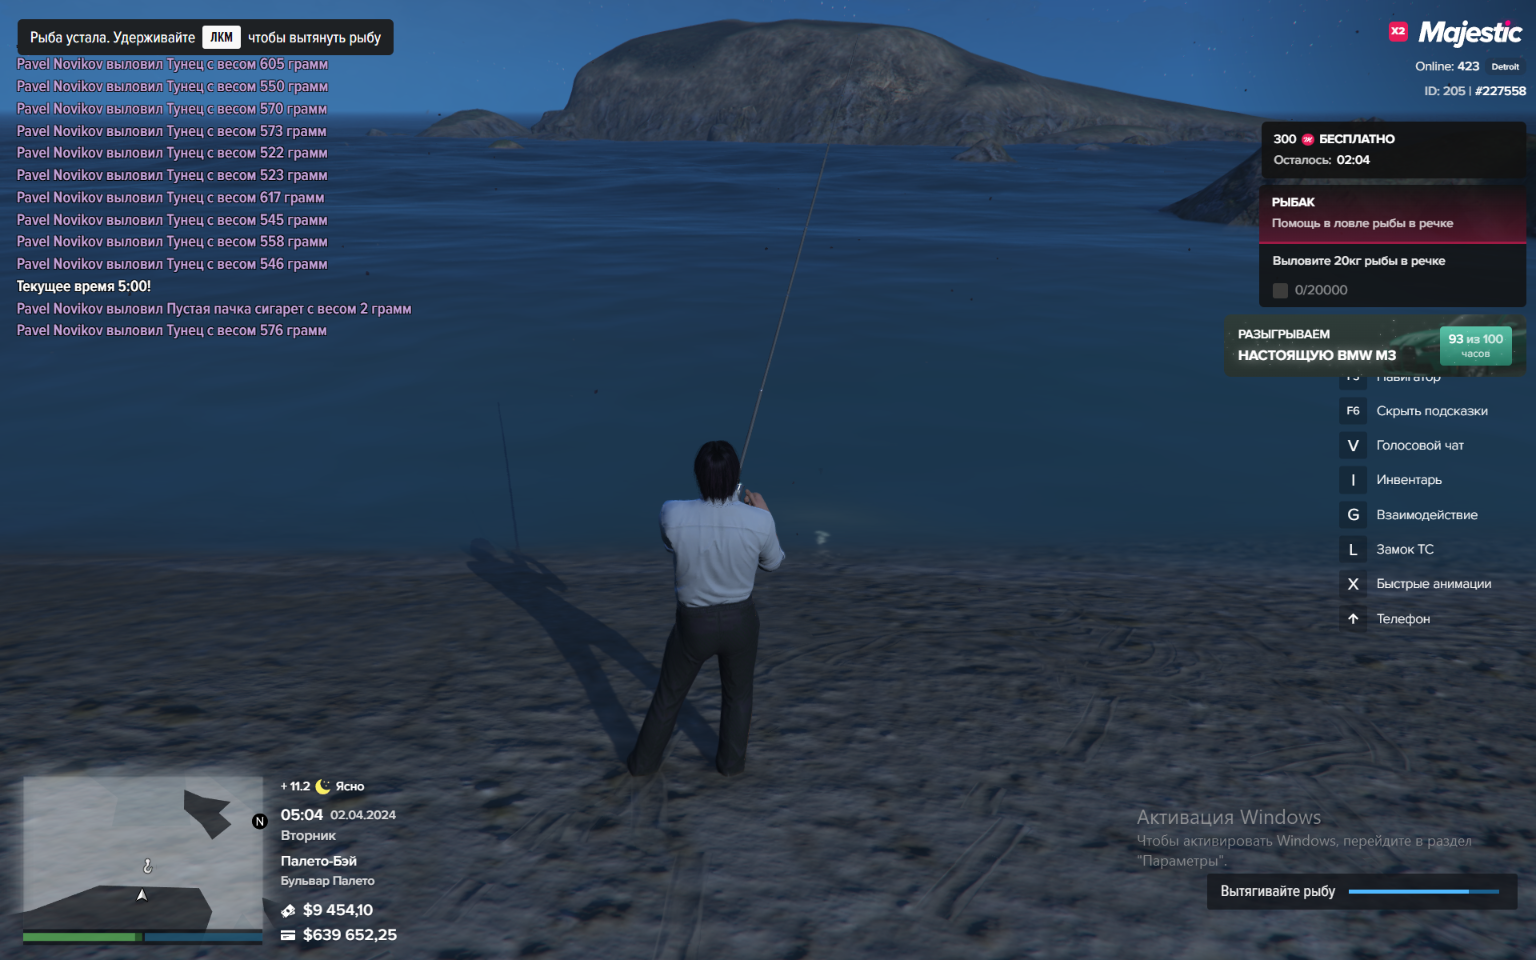 Рыба устала. Удерживайте ЛКМ чтобы вытянуть рыбу
Pavel Novikov выловил Тунец с весом 605 грамм
Pavel Novikov выловил Тунец с весом 550 грамм
Pavel Novikov выловил Тунец с весом 570 грамм
Pavel Novikov выловил Тунец с весом 573 грамм
Pavel Novikov выловил Тунец с весом 522 грамм
Pavel Novikov выловил Тунец с весом 523 грамм
Pavel Novikov выловил Тунец с весом 617 грамм
Pavel Novikov выловил Тунец с весом 545 грамм
Pavel Novikov выловил Тунец с весом 558 грамм
Pavel Novikov выловил Тунец с весом 546 грамм
Текущее время 5:00!
Pavel Novikov выловил Пустая пачка сигарет с весом 2 грамм
Pavel Novikov выловил Тунец с весом 576 грамм
X2 Majestic
Online: 423 Detroit
ID: 205 | #227558
300 БЕСПЛАТНО
Осталось: 02:04
РЫБАК
Помощь в ловле рыбы в речке
Выловите 20кг рыбы в речке
0/20000
РАЗЫГРЫВАЕМ
НАСТОЯЩУЮ BMW M3
93 из 100
часов
Навигатор
F6 Скрыть подсказки
V Голосовой чат
I Инвентарь
G Взаимодействие
L Замок ТС
X Быстрые анимации
↑ Телефон
N
+ 11.2 Ясно
05:04 02.04.2024
Вторник
Палето-Бэй
Бульвар Палето
$9 454,10
$639 652,25
Активация Windows
Чтобы активировать Windows, перейдите в раздел
"Параметры".
Вытягивайте рыбу